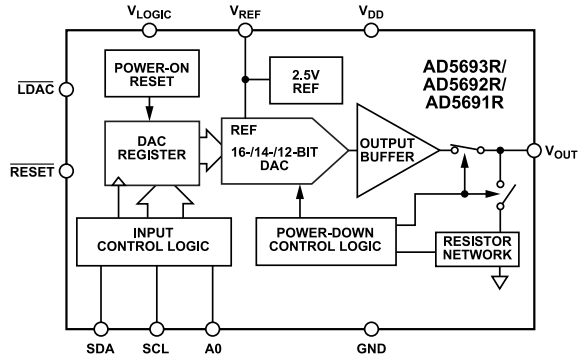 VLOGIC
VREF
VDD
POWER-ON
RESET
2.5V
REF
AD5693R/
AD5692R/
AD5691R
LDAC
DAC
REGISTER
REF
16-/14-/12-BIT
DAC
OUTPUT
BUFFER
VOUT
RESET
INPUT
CONTROL LOGIC
POWER-DOWN
CONTROL LOGIC
RESISTOR
NETWORK
SDA
SCL
A0
GND